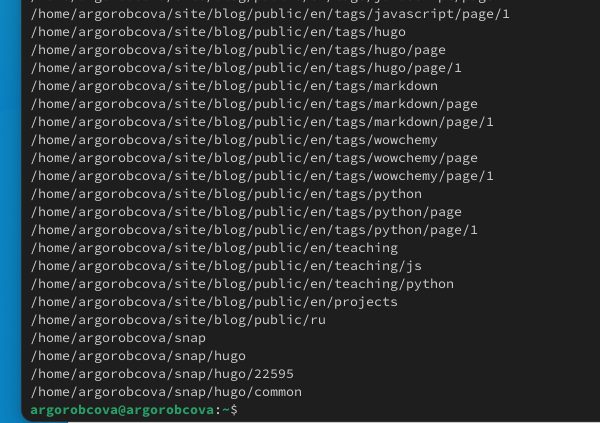 /home/argorobcova/site/blog/public/en/tags/javascript/page/1
/home/argorobcova/site/blog/public/en/tags/hugo
/home/argorobcova/site/blog/public/en/tags/hugo/page
/home/argorobcova/site/blog/public/en/tags/hugo/page/1
/home/argorobcova/site/blog/public/en/tags/markdown
/home/argorobcova/site/blog/public/en/tags/markdown/page
/home/argorobcova/site/blog/public/en/tags/markdown/page/1
/home/argorobcova/site/blog/public/en/tags/wowchemy
/home/argorobcova/site/blog/public/en/tags/wowchemy/page
/home/argorobcova/site/blog/public/en/tags/wowchemy/page/1
/home/argorobcova/site/blog/public/en/tags/python
/home/argorobcova/site/blog/public/en/tags/python/page
/home/argorobcova/site/blog/public/en/tags/python/page/1
/home/argorobcova/site/blog/public/en/teaching
/home/argorobcova/site/blog/public/en/teaching/js
/home/argorobcova/site/blog/public/en/teaching/python
/home/argorobcova/site/blog/public/en/projects
/home/argorobcova/site/blog/public/ru
/home/argorobcova/snap
/home/argorobcova/snap/hugo
/home/argorobcova/snap/hugo/22595
/home/argorobcova/snap/hugo/common
argorobcova@argorobcova:~$